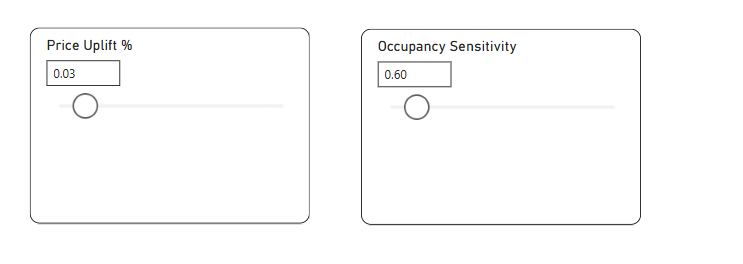 Price Uplift %
0.03
Occupancy Sensitivity
0.60